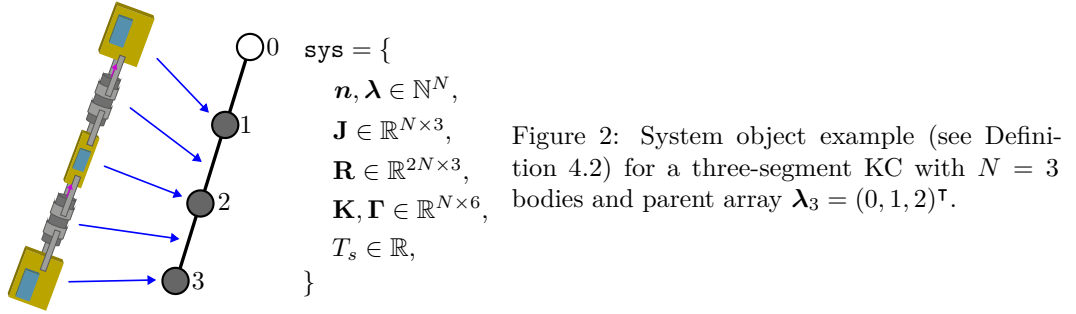 0
1
2
3
sys = {
n, λ ∈ ℕ^N,
J ∈ ℝ^{N×3},
R ∈ ℝ^{2N×3},
K, Γ ∈ ℝ^{N×6},
T_s ∈ ℝ,
}
Figure 2: System object example (see Defini-
tion 4.2) for a three-segment KC with N = 3
bodies and parent array λ₃ = (0, 1, 2)ᵀ.